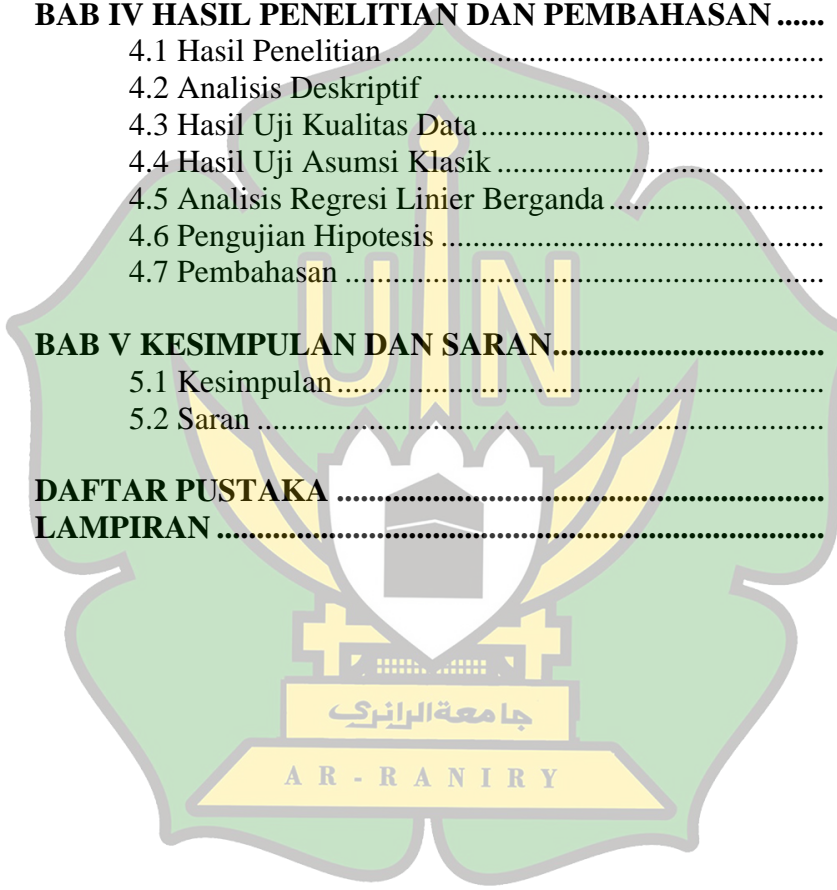 BAB IV HASIL PENELITIAN DAN PEMBAHASAN ......
4.1 Hasil Penelitian ......................................................
4.2 Analisis Deskriptif ................................................
4.3 Hasil Uji Kualitas Data ..........................................
4.4 Hasil Uji Asumsi Klasik ........................................
4.5 Analisis Regresi Linier Berganda ..........................
4.6 Pengujian Hipotesis ...............................................
4.7 Pembahasan ...........................................................
BAB V KESIMPULAN DAN SARAN..................................
5.1 Kesimpulan ............................................................
5.2 Saran ......................................................................
DAFTAR PUSTAKA .............................................................
LAMPIRAN ............................................................................
UIN
جامعة الرانري
AR-RANIRY